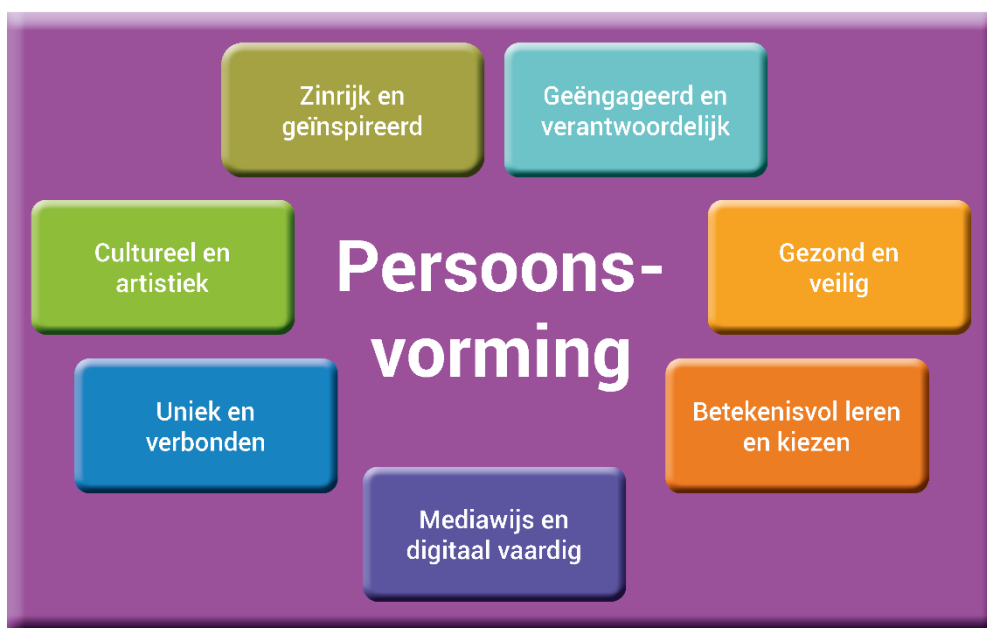 Zinrijk en
geïnspireerd
Geëngageerd en
verantwoordelijk
Cultureel en
artistiek
Persoons-
vorming
Gezond en
veilig
Uniek en
verbonden
Betekenisvol leren
en kiezen
Mediawijs en
digitaal vaardig